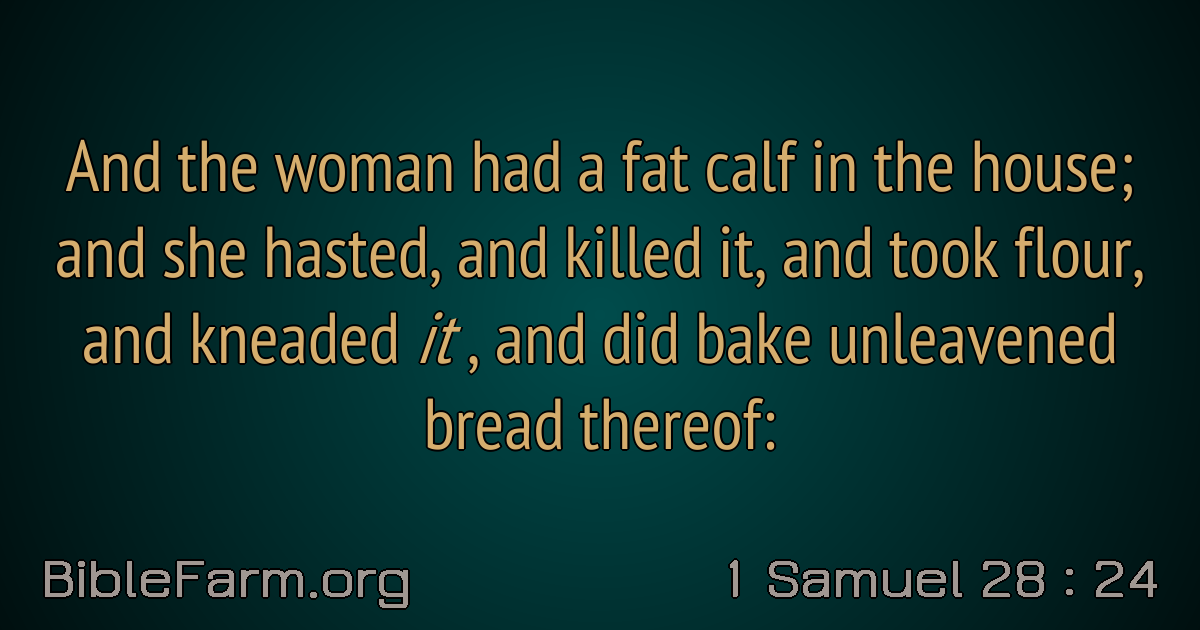 And the woman had a fat calf in the house;
and she hasted, and killed it, and took flour,
and kneaded it , and did bake unleavened
bread thereof:
BibleFarm.org
1 Samuel 28 : 24